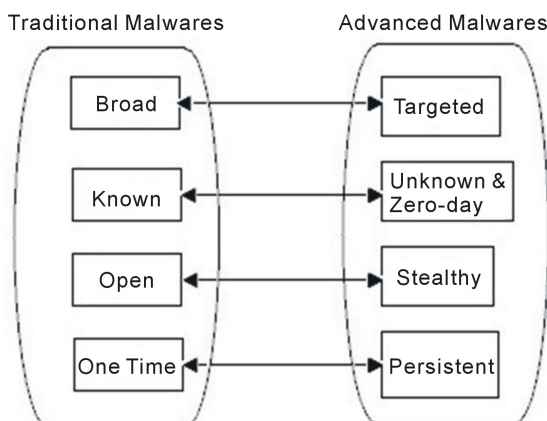 Traditional Malwares
Advanced Malwares
Broad
Targeted
Known
Unknown &
Zero-day
Open
Stealthy
One Time
Persistent